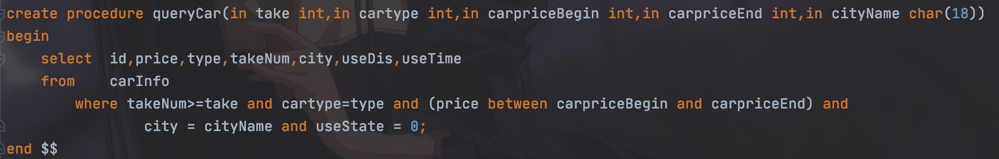 create procedure queryCar(in take int,in cartype int,in carpriceBegin int,in carpriceEnd int,in cityName char(18))
begin
    select  id,price,type,takeNum,city,useDis,useTime
    from    carInfo
        where takeNum>=take and cartype=type and (price between carpriceBegin and carpriceEnd) and
                city = cityName and useState = 0;
end $$